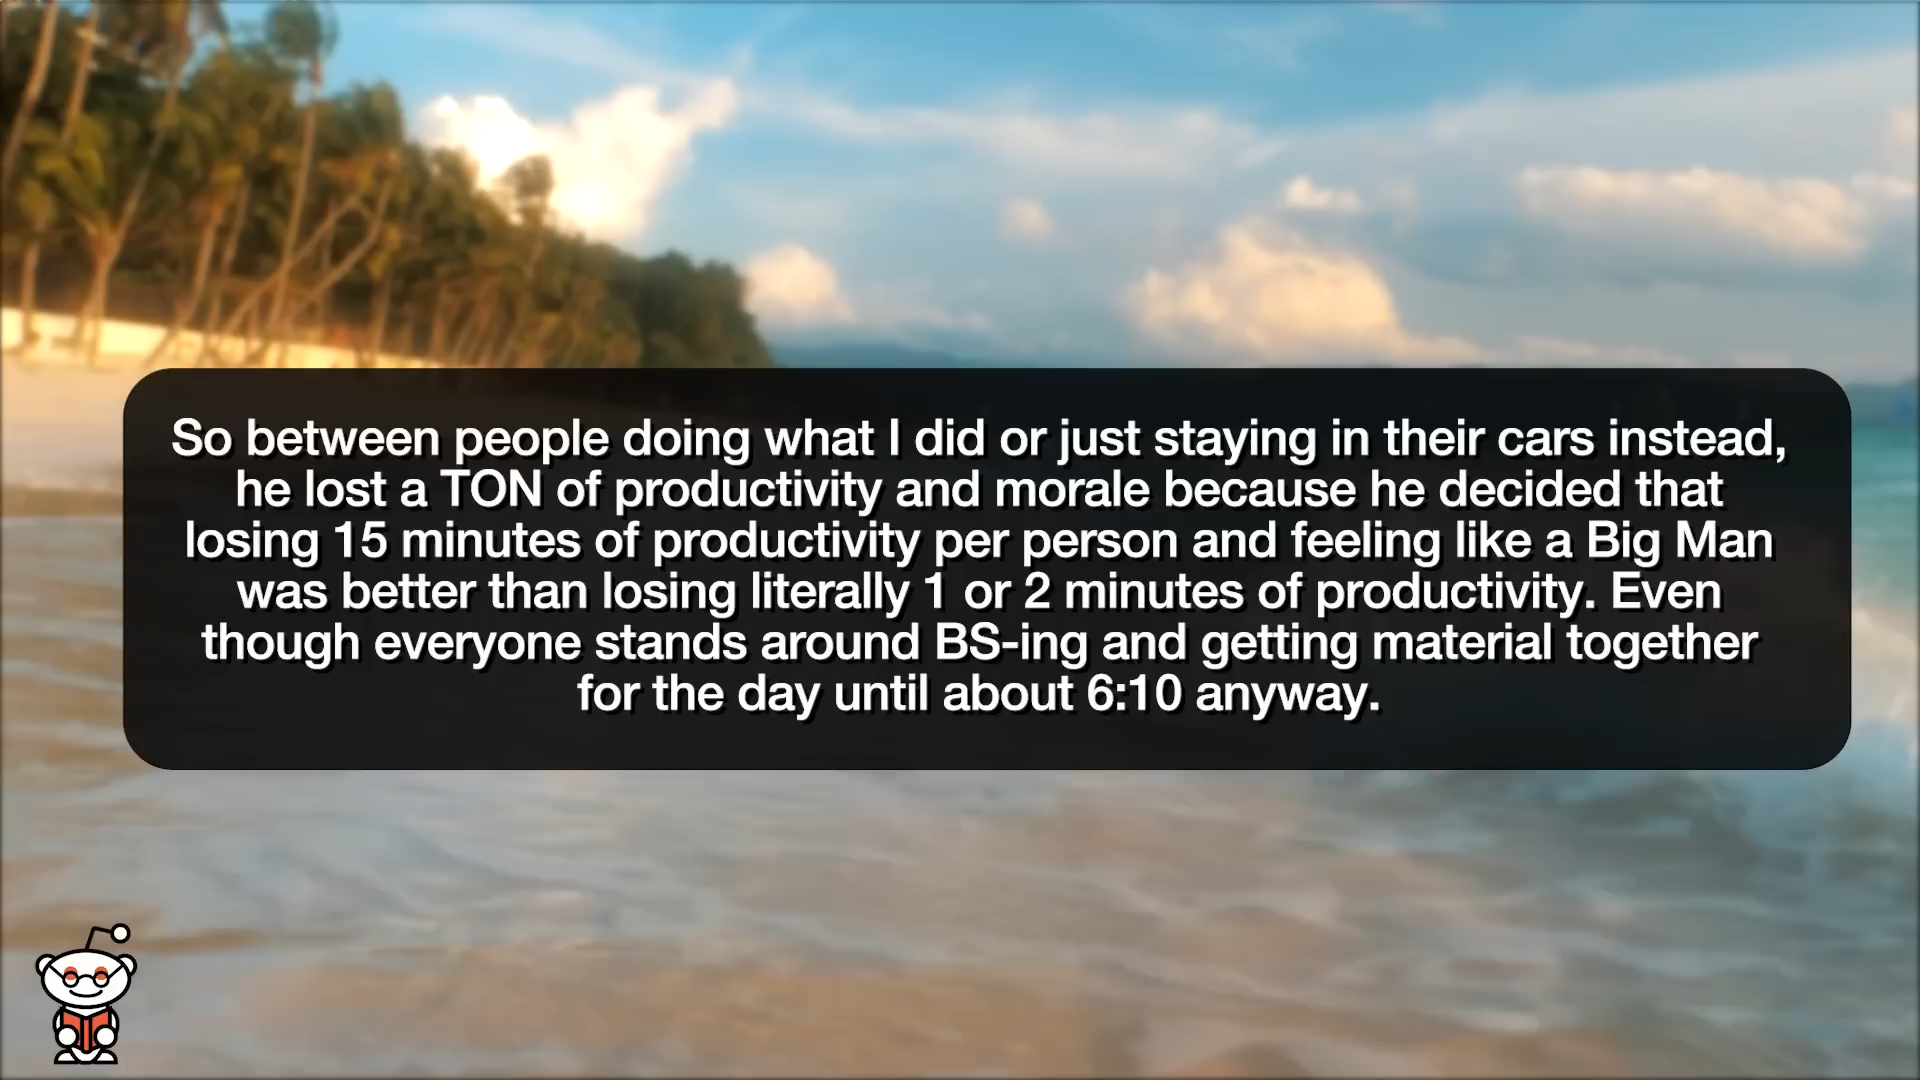 So between people doing what I did or just staying in their cars instead,
he lost a TON of productivity and morale because he decided that
losing 15 minutes of productivity per person and feeling like a Big Man
was better than losing literally 1 or 2 minutes of productivity. Even
though everyone stands around BS-ing and getting material together
for the day until about 6:10 anyway.